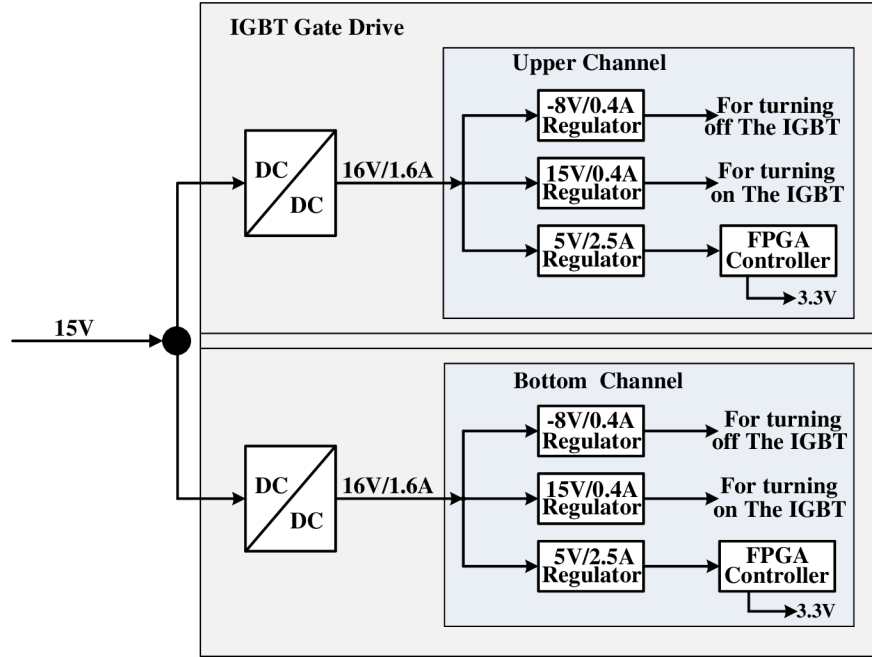 IGBT Gate Drive
Upper Channel
-8V/0.4A
Regulator
For turning
off The IGBT
DC
DC
16V/1.6A
15V/0.4A
Regulator
For turning
on The IGBT
5V/2.5A
Regulator
FPGA
Controller
3.3V
15V
Bottom Channel
-8V/0.4A
Regulator
For turning
off The IGBT
DC
DC
16V/1.6A
15V/0.4A
Regulator
For turning
on The IGBT
5V/2.5A
Regulator
FPGA
Controller
3.3V